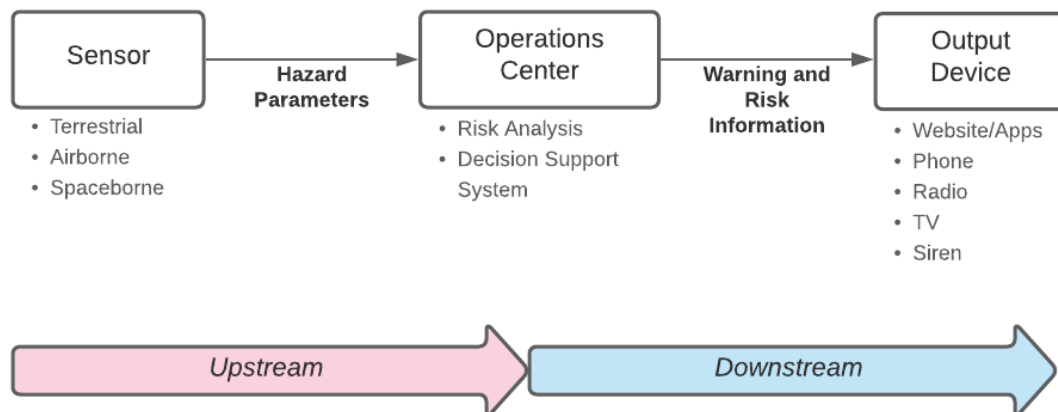 Sensor
Operations
Center
Output
Device
Hazard
Parameters
Warning and
Risk
Information
• Terrestrial
• Airborne
• Spaceborne
• Risk Analysis
• Decision Support
System
• Website/Apps
• Phone
• Radio
• TV
• Siren
Upstream
Downstream